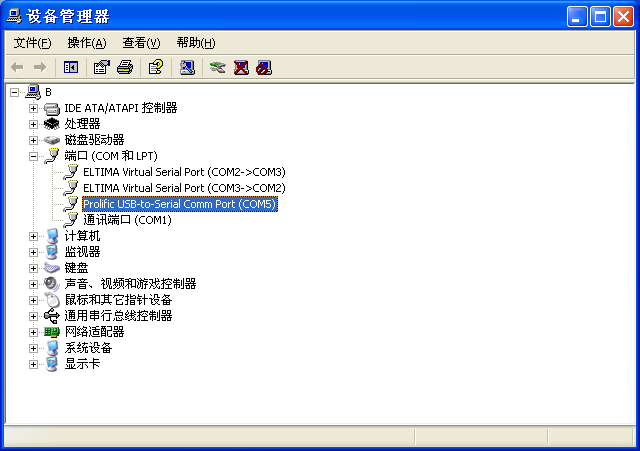 设备管理器
文件(F) 操作(A) 查看(V) 帮助(H)
B
IDE ATA/ATAPI 控制器
处理器
磁盘驱动器
端口 (COM 和 LPT)
ELTIMA Virtual Serial Port (COM2->COM3)
ELTIMA Virtual Serial Port (COM3->COM2)
Prolific USB-to-Serial Comm Port (COM5)
通讯端口 (COM1)
计算机
监视器
键盘
声音、视频和游戏控制器
鼠标和其它指针设备
通用串行总线控制器
网络适配器
系统设备
显示卡